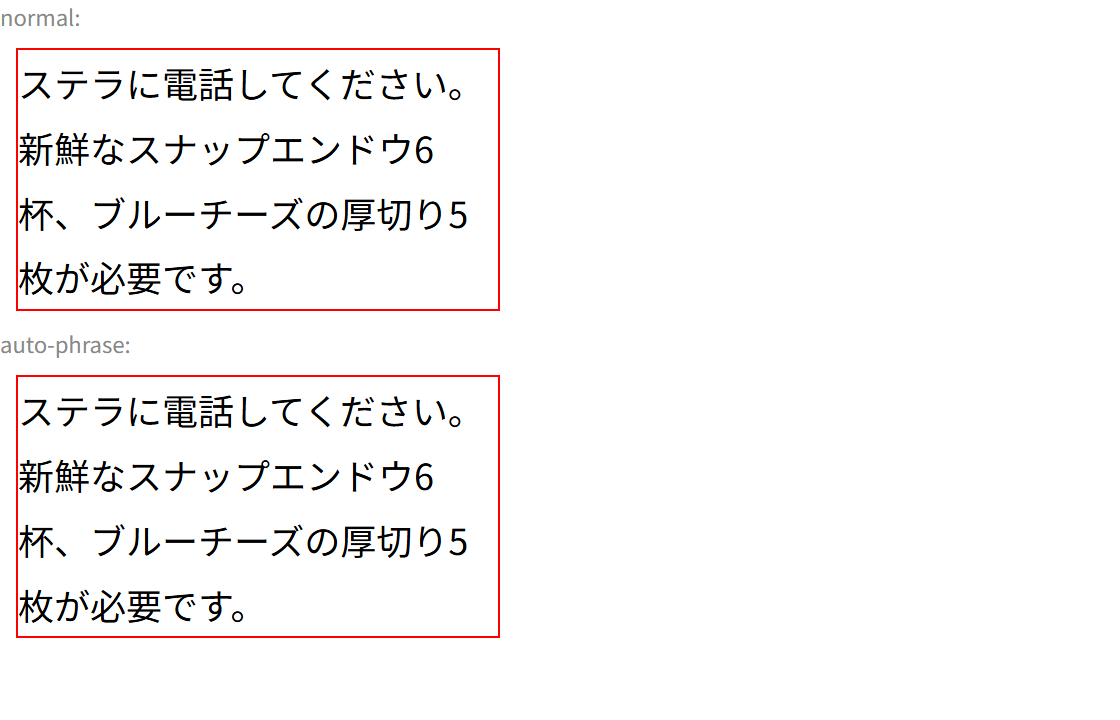 normal:
ステラに電話してください。
新鮮なスナップエンドウ6
杯、ブルーチーズの厚切り5
枚が必要です。
auto-phrase:
ステラに電話してください。
新鮮なスナップエンドウ6
杯、ブルーチーズの厚切り5
枚が必要です。